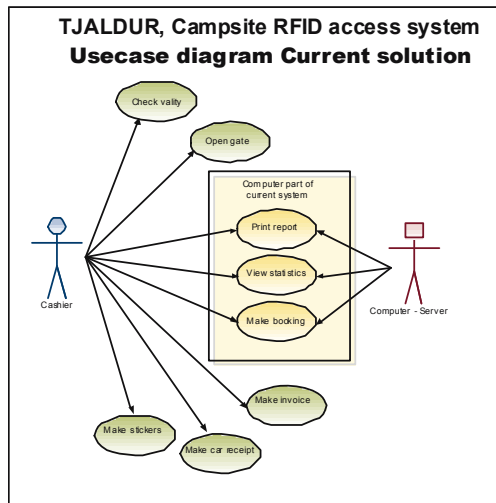 TJALDUR, Campsite RFID access system
Usecase diagram Current solution
Check vality
Open gate
Computer part of
current system
Print report
View statistics
Make booking
Cashier
Computer - Server
Make invoice
Make stickers
Make car receipt